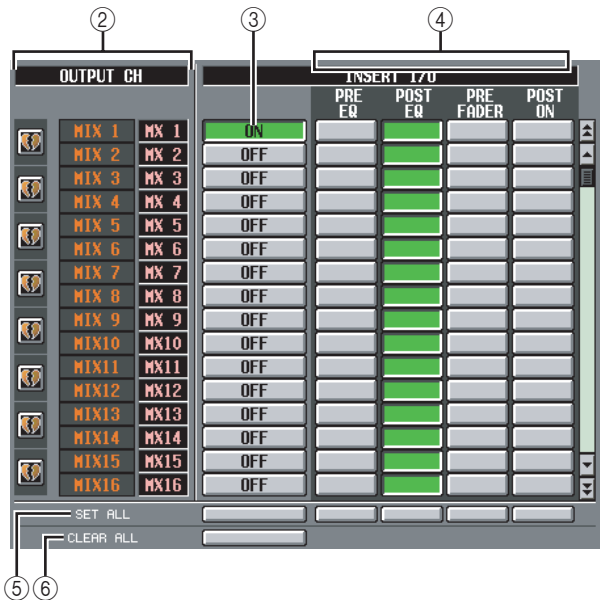 ② ③ ④
OUTPUT CH INSERT I/O
PRE EQ POST EQ PRE FADER POST ON
MIX 1 MX 1 ON
MIX 2 MX 2 OFF
MIX 3 MX 3 OFF
MIX 4 MX 4 OFF
MIX 5 MX 5 OFF
MIX 6 MX 6 OFF
MIX 7 MX 7 OFF
MIX 8 MX 8 OFF
MIX 9 MX 9 OFF
MIX10 MX10 OFF
MIX11 MX11 OFF
MIX12 MX12 OFF
MIX13 MX13 OFF
MIX14 MX14 OFF
MIX15 MX15 OFF
MIX16 MX16 OFF
SET ALL
CLEAR ALL
⑤ ⑥